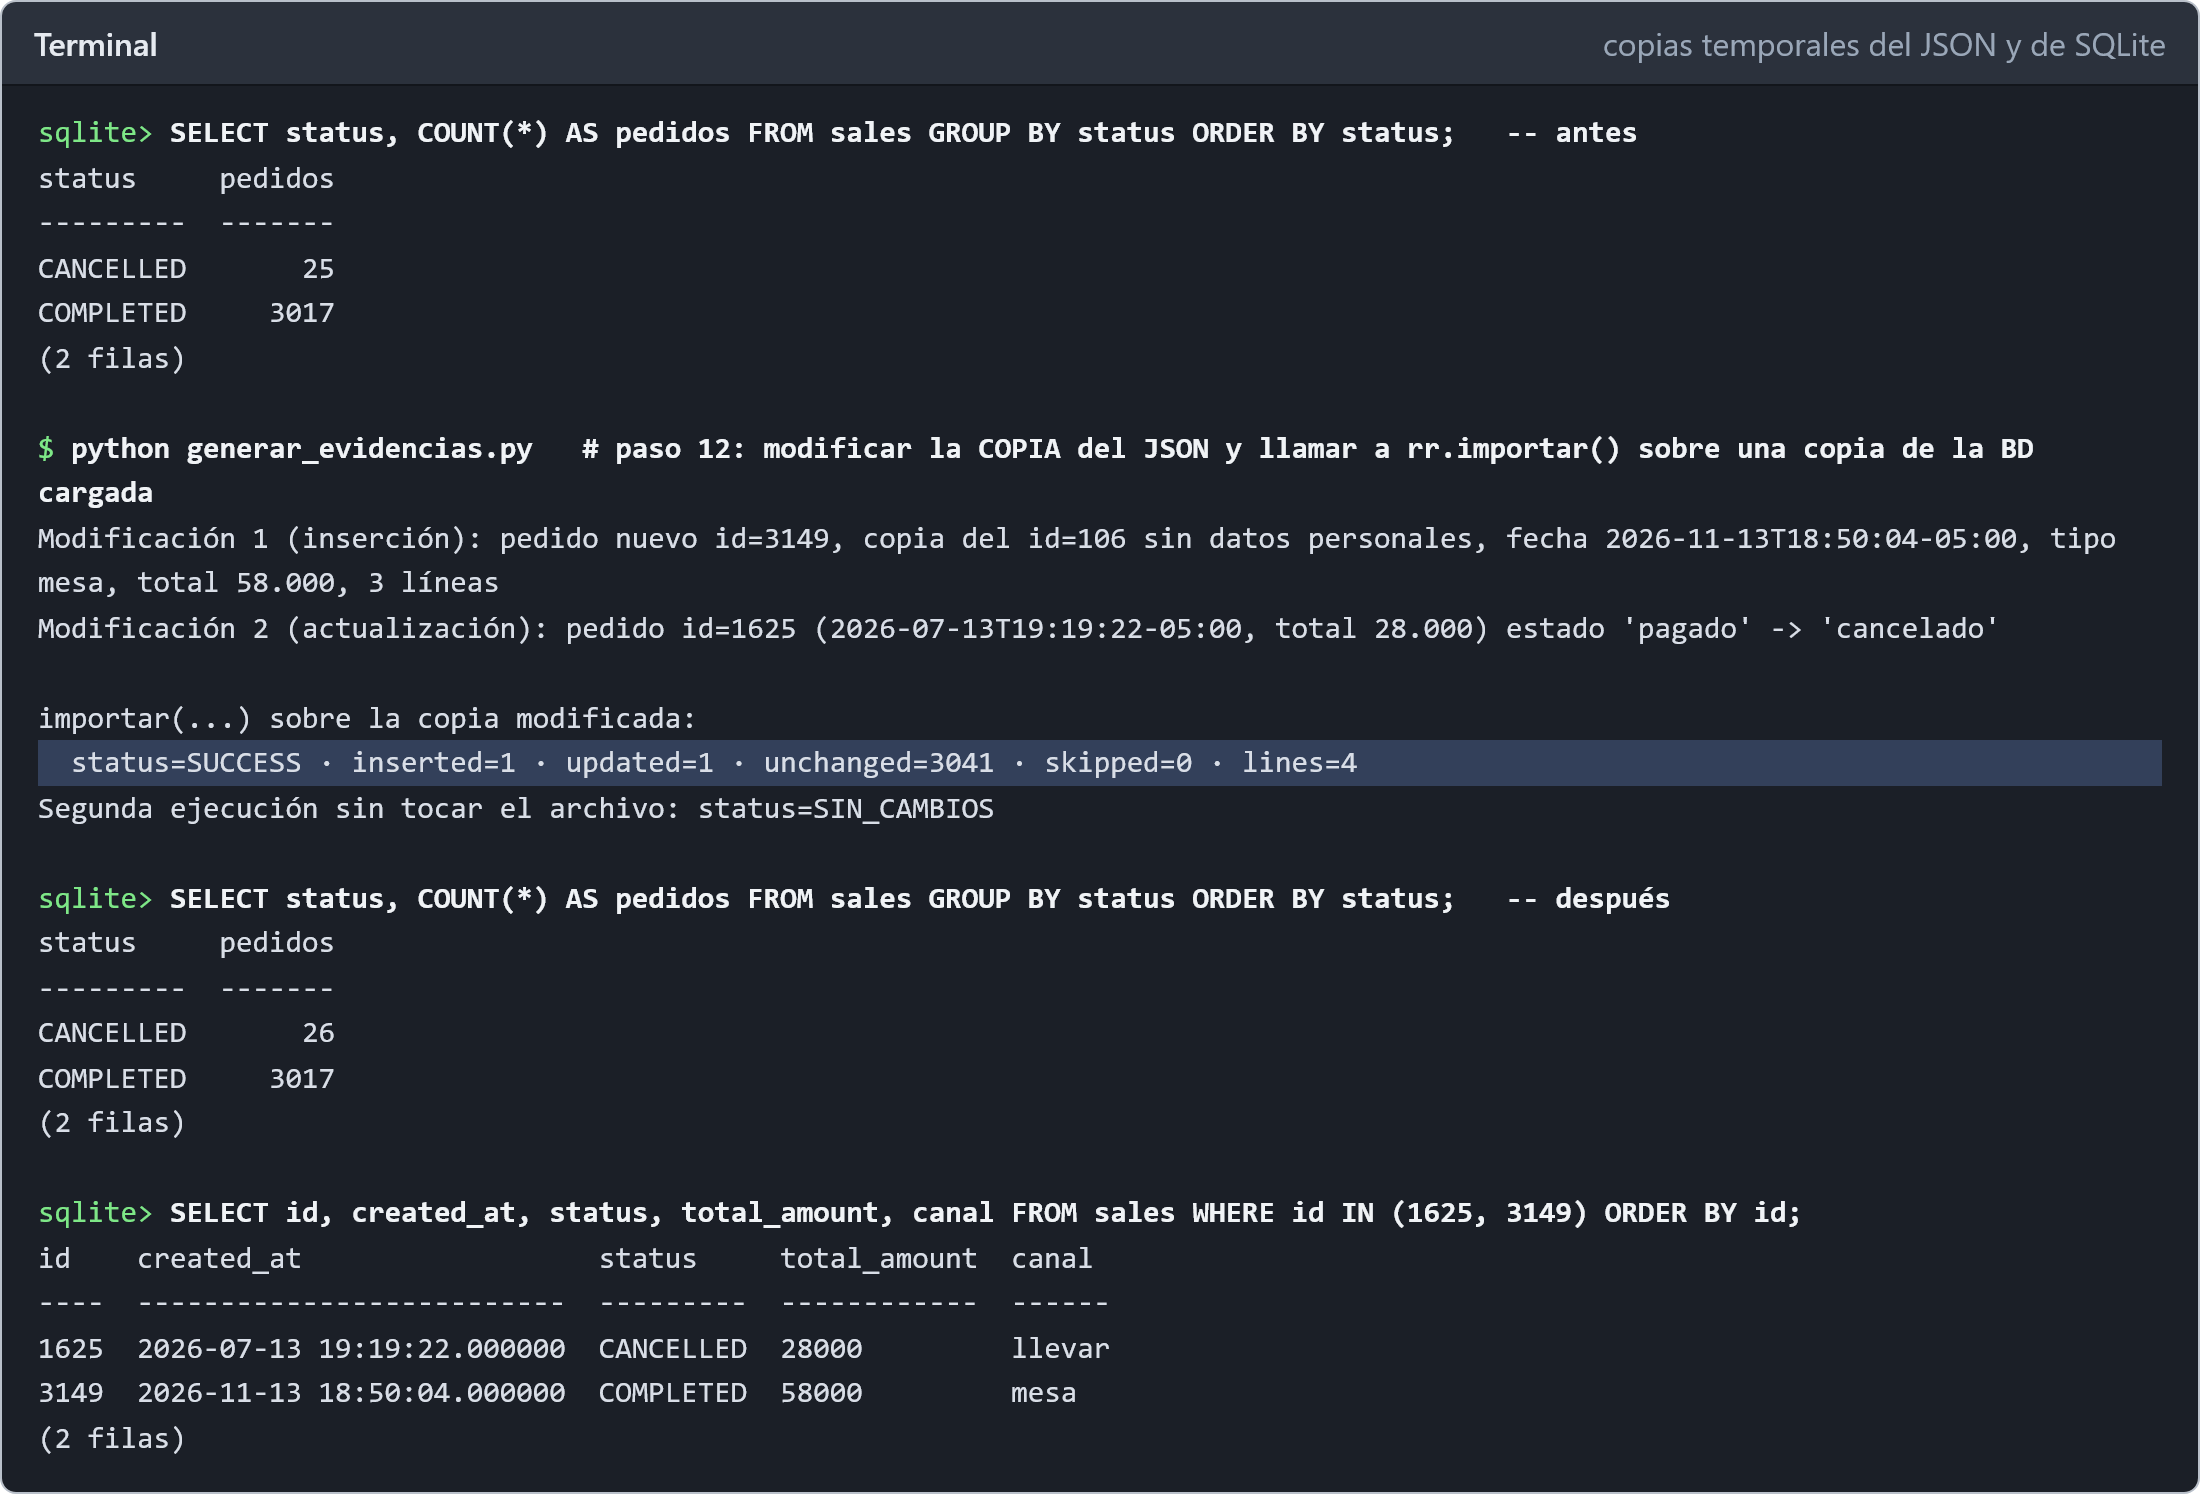 Terminal
copias temporales del JSON y de SQLite
sqlite> SELECT status, COUNT(*) AS pedidos FROM sales GROUP BY status ORDER BY status;   -- antes
status     pedidos
---------  -------
CANCELLED       25
COMPLETED     3017
(2 filas)
$ python generar_evidencias.py   # paso 12: modificar la COPIA del JSON y llamar a rr.importar() sobre una copia de la BD
cargada
Modificación 1 (inserción): pedido nuevo id=3149, copia del id=106 sin datos personales, fecha 2026-11-13T18:50:04-05:00, tipo
mesa, total 58.000, 3 líneas
Modificación 2 (actualización): pedido id=1625 (2026-07-13T19:19:22-05:00, total 28.000) estado 'pagado' -> 'cancelado'
importar(...) sobre la copia modificada:
  status=SUCCESS · inserted=1 · updated=1 · unchanged=3041 · skipped=0 · lines=4
Segunda ejecución sin tocar el archivo: status=SIN_CAMBIOS
sqlite> SELECT status, COUNT(*) AS pedidos FROM sales GROUP BY status ORDER BY status;   -- después
status     pedidos
---------  -------
CANCELLED       26
COMPLETED     3017
(2 filas)
sqlite> SELECT id, created_at, status, total_amount, canal FROM sales WHERE id IN (1625, 3149) ORDER BY id;
id    created_at                  status     total_amount  canal
----  --------------------------  ---------  ------------  ------
1625  2026-07-13 19:19:22.000000  CANCELLED  28000         llevar
3149  2026-11-13 18:50:04.000000  COMPLETED  58000         mesa
(2 filas)